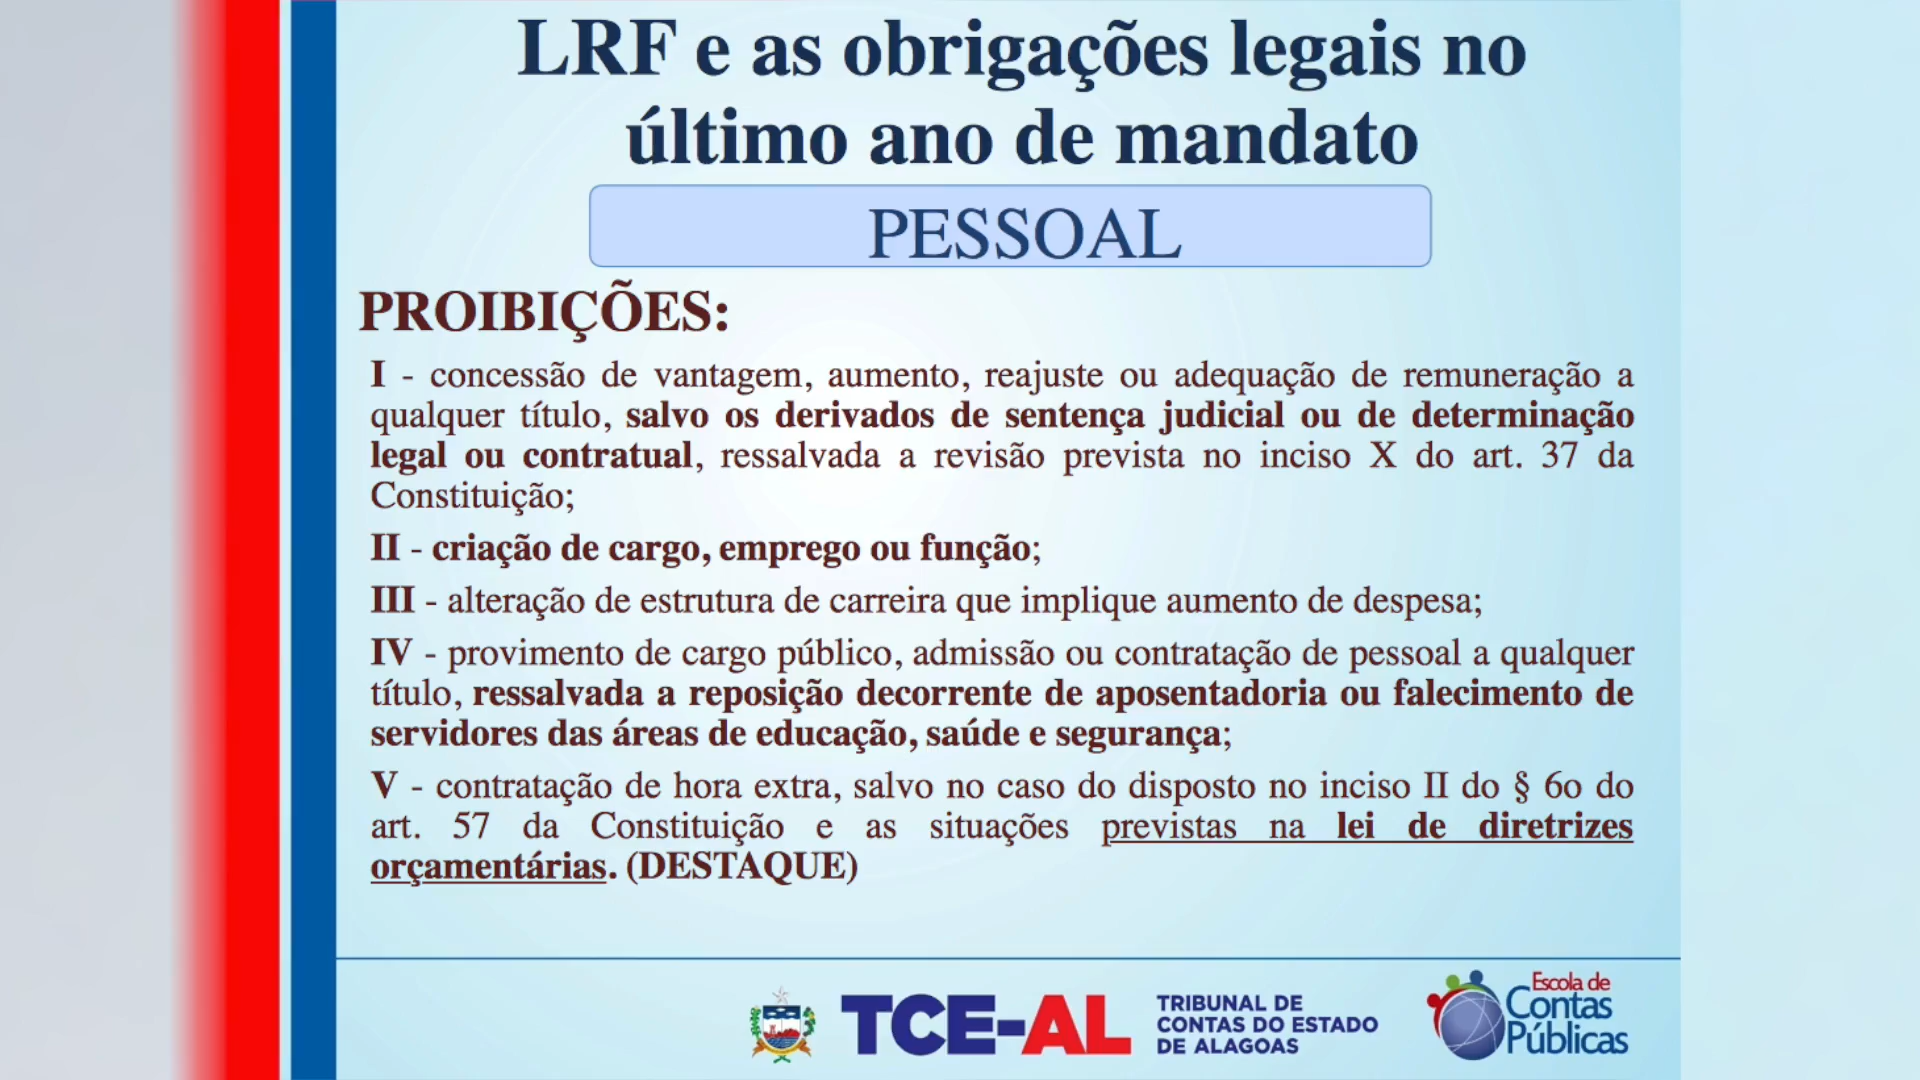 LRF e as obrigações legais no
último ano de mandato
PESSOAL
PROIBIÇÕES:
I - concessão de vantagem, aumento, reajuste ou adequação de remuneração a
qualquer título, salvo os derivados de sentença judicial ou de determinação
legal ou contratual, ressalvada a revisão prevista no inciso X do art. 37 da
Constituição;
II - criação de cargo, emprego ou função;
III - alteração de estrutura de carreira que implique aumento de despesa;
IV - provimento de cargo público, admissão ou contratação de pessoal a qualquer
título, ressalvada a reposição decorrente de aposentadoria ou falecimento de
servidores das áreas de educação, saúde e segurança;
V - contratação de hora extra, salvo no caso do disposto no inciso II do § 6o do
art. 57 da Constituição e as situações previstas na lei de diretrizes
orçamentárias. (DESTAQUE)
TCE-AL
TRIBUNAL DE
CONTAS DO ESTADO
DE ALAGOAS
Escola de
Contas
Públicas